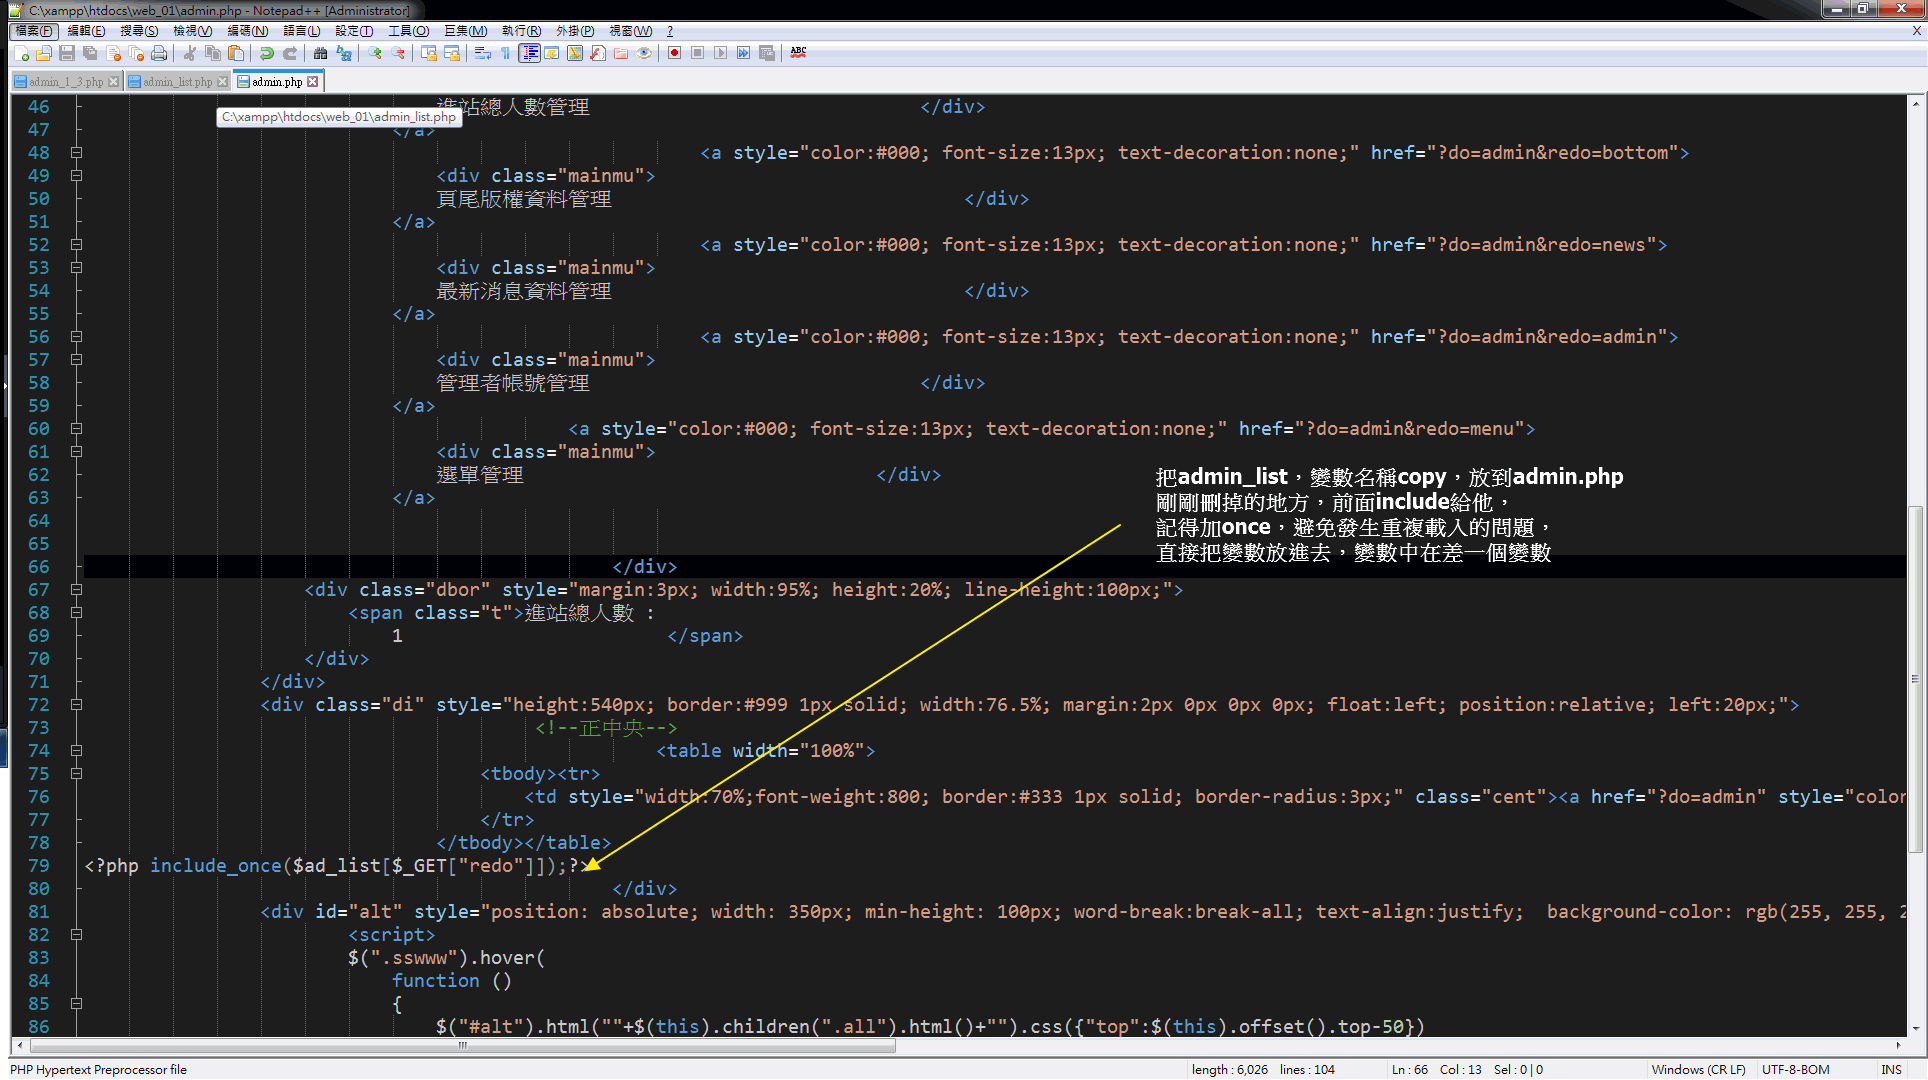 C:\xampp\htdocs\web_01\admin.php - Notepad++ [Administrator]
檔案(F) 編輯(E) 搜尋(S) 檢視(V) 編碼(N) 語言(L) 設定(T) 工具(O) 巨集(M) 執行(R) 外掛(P) 視窗(W) ? X
ABC
admin_1_3.php admin_list.php admin.php
46 進站總人數管理 </div>
C:\xampp\htdocs\web_01\admin_list.php
47 </a>
48 <a style="color:#000; font-size:13px; text-decoration:none;" href="?do=admin&redo=bottom">
49 <div class="mainmu">
50 頁尾版權資料管理 </div>
51 </a>
52 <a style="color:#000; font-size:13px; text-decoration:none;" href="?do=admin&redo=news">
53 <div class="mainmu">
54 最新消息資料管理 </div>
55 </a>
56 <a style="color:#000; font-size:13px; text-decoration:none;" href="?do=admin&redo=admin">
57 <div class="mainmu">
58 管理者帳號管理 </div>
59 </a>
60 <a style="color:#000; font-size:13px; text-decoration:none;" href="?do=admin&redo=menu">
61 <div class="mainmu">
62 選單管理 </div>
63 </a>
64
65
66 </div>
把admin_list，變數名稱copy，放到admin.php
剛剛刪掉的地方，前面include給他，
記得加once，避免發生重複載入的問題，
直接把變數放進去，變數中在差一個變數
67 <div class="dbor" style="margin:3px; width:95%; height:20%; line-height:100px;">
68 <span class="t">進站總人數 :
69 1 </span>
70 </div>
71 </div>
72 <div class="di" style="height:540px; border:#999 1px solid; width:76.5%; margin:2px 0px 0px 0px; float:left; position:relative; left:20px;">
73 <!--正中央-->
74 <table width="100%">
75 <tbody><tr>
76 <td style="width:70%;font-weight:800; border:#333 1px solid; border-radius:3px;" class="cent"><a href="?do=admin" style="color
77 </tr>
78 </tbody></table>
79 <?php include_once($ad_list[$_GET["redo"]]);?>
80 </div>
81 <div id="alt" style="position: absolute; width: 350px; min-height: 100px; word-break:break-all; text-align:justify;  background-color: rgb(255, 255, 2
82 <script>
83 $(".sswww").hover(
84 function ()
85 {
86 $("#alt").html(""+$(this).children(".all").html()+"").css({"top":$(this).offset().top-50})
PHP Hypertext Preprocessor file length : 6,026 lines : 104 Ln : 66 Col : 13 Sel : 0 | 0 Windows (CR LF) UTF-8-BOM INS